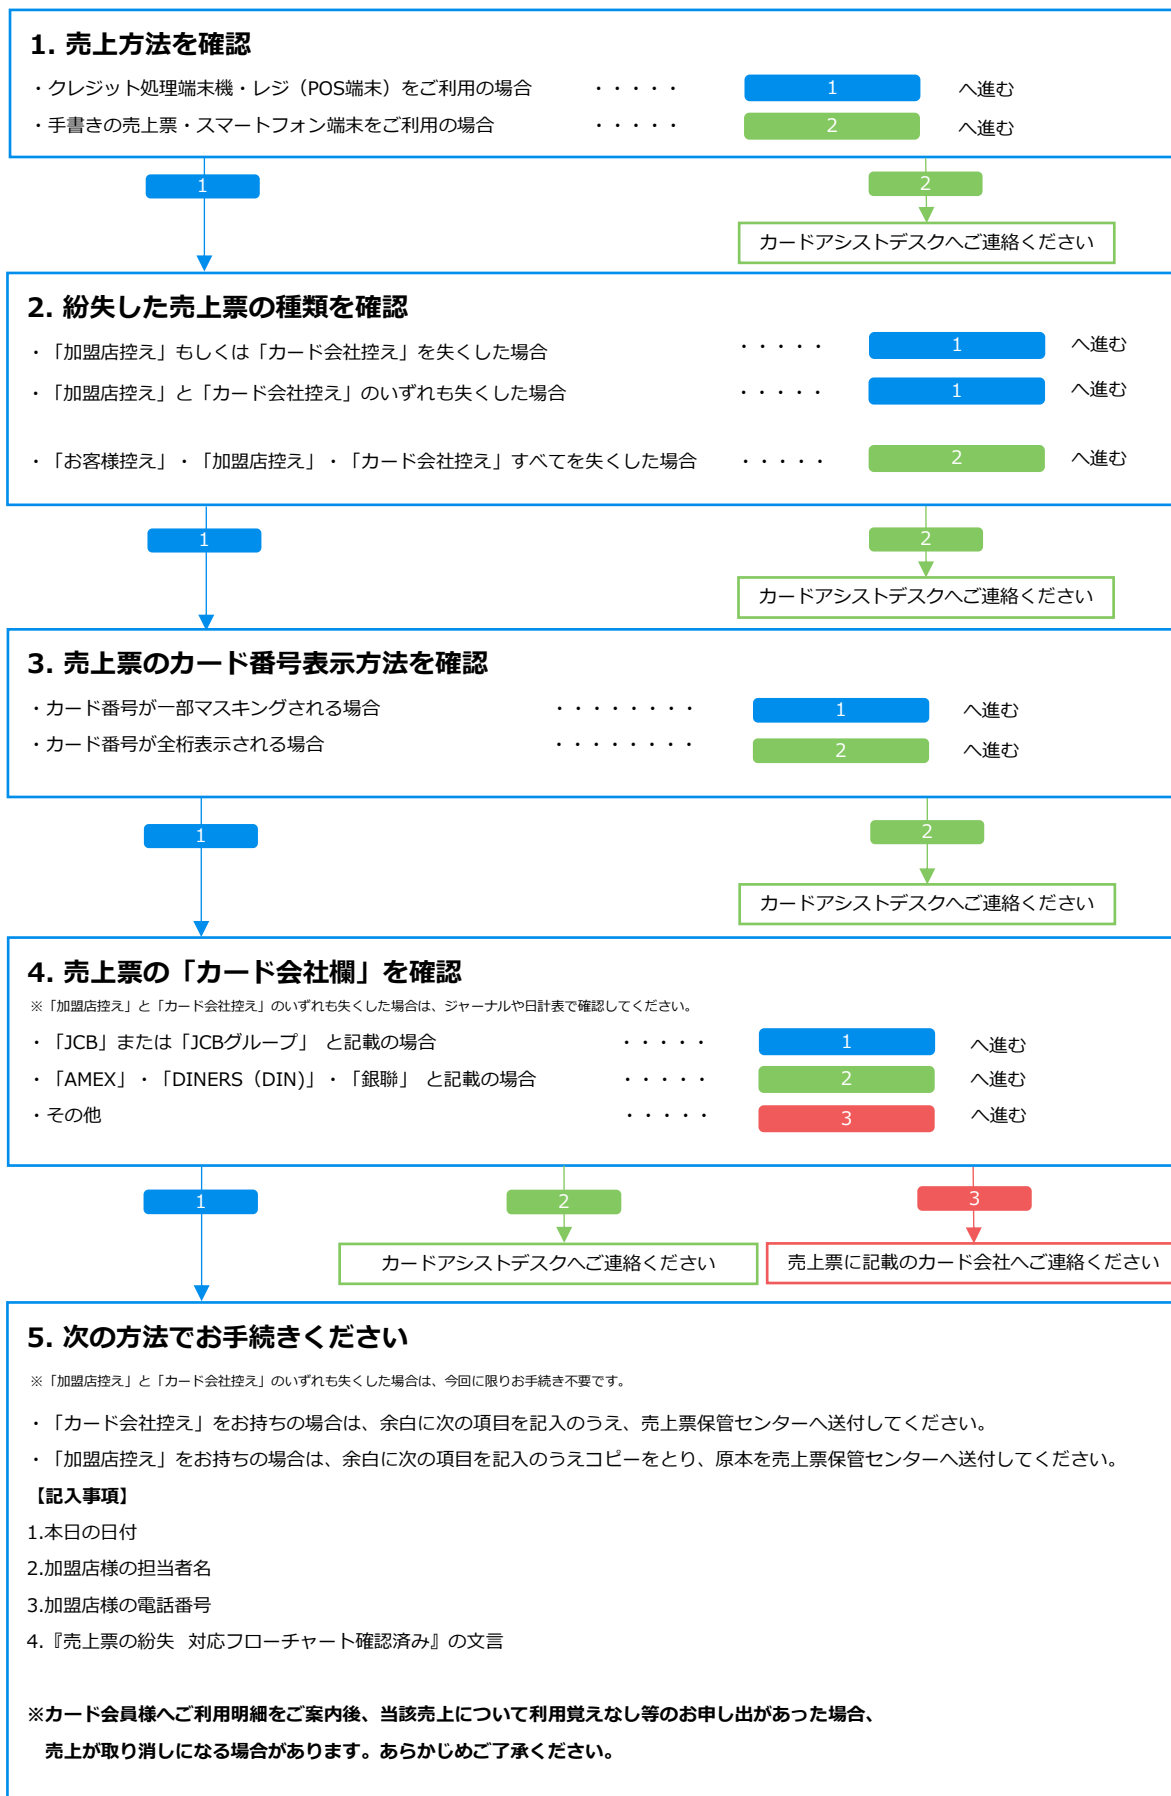 1. 売上方法を確認
・クレジット処理端末機・レジ（POS端末）をご利用の場合 ・・・・・ 1 へ進む
・手書きの売上票・スマートフォン端末をご利用の場合 ・・・・・ 2 へ進む
1 2
カードアシストデスクへご連絡ください
2. 紛失した売上票の種類を確認
・「加盟店控え」もしくは「カード会社控え」を失くした場合 ・・・・・ 1 へ進む
・「加盟店控え」と「カード会社控え」のいずれも失くした場合 ・・・・・ 1 へ進む
・「お客様控え」・「加盟店控え」・「カード会社控え」すべてを失くした場合 ・・・・・ 2 へ進む
1 2
カードアシストデスクへご連絡ください
3. 売上票のカード番号表示方法を確認
・カード番号が一部マスキングされる場合 ・・・・・・・・ 1 へ進む
・カード番号が全桁表示される場合 ・・・・・・・・ 2 へ進む
1 2
カードアシストデスクへご連絡ください
4. 売上票の「カード会社欄」を確認
※「加盟店控え」と「カード会社控え」のいずれも失くした場合は、ジャーナルや日計表で確認してください。
・「JCB」または「JCBグループ」 と記載の場合 ・・・・・ 1 へ進む
・「AMEX」・「DINERS（DIN)」・「銀聯」 と記載の場合 ・・・・・ 2 へ進む
・その他 ・・・・・ 3 へ進む
1 2 3
カードアシストデスクへご連絡ください 売上票に記載のカード会社へご連絡ください
5. 次の方法でお手続きください
※「加盟店控え」と「カード会社控え」のいずれも失くした場合は、今回に限りお手続き不要です。
・「カード会社控え」をお持ちの場合は、余白に次の項目を記入のうえ、売上票保管センターへ送付してください。
・「加盟店控え」をお持ちの場合は、余白に次の項目を記入のうえコピーをとり、原本を売上票保管センターへ送付してください。
【記入事項】
1.本日の日付
2.加盟店様の担当者名
3.加盟店様の電話番号
4.『売上票の紛失 対応フローチャート確認済み』の文言
※カード会員様へご利用明細をご案内後、当該売上について利用覚えなし等のお申し出があった場合、
売上が取り消しになる場合があります。あらかじめご了承ください。